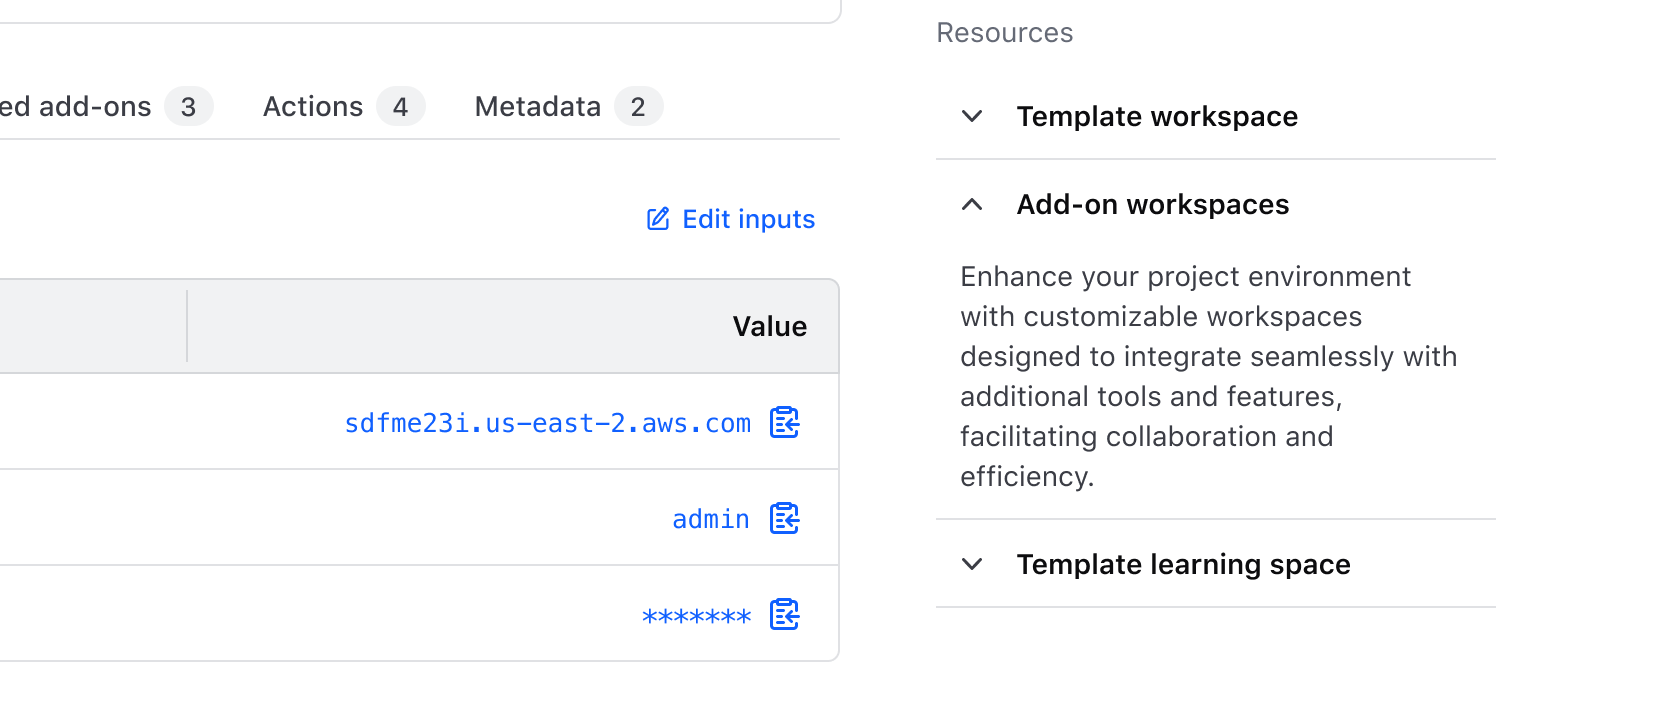 ed add-ons 3 Actions 4 Metadata 2
Edit inputs
Value
sdfme23i.us-east-2.aws.com
admin
*******
Resources
Template workspace
Add-on workspaces
Enhance your project environment
with customizable workspaces
designed to integrate seamlessly with
additional tools and features,
facilitating collaboration and
efficiency.
Template learning space